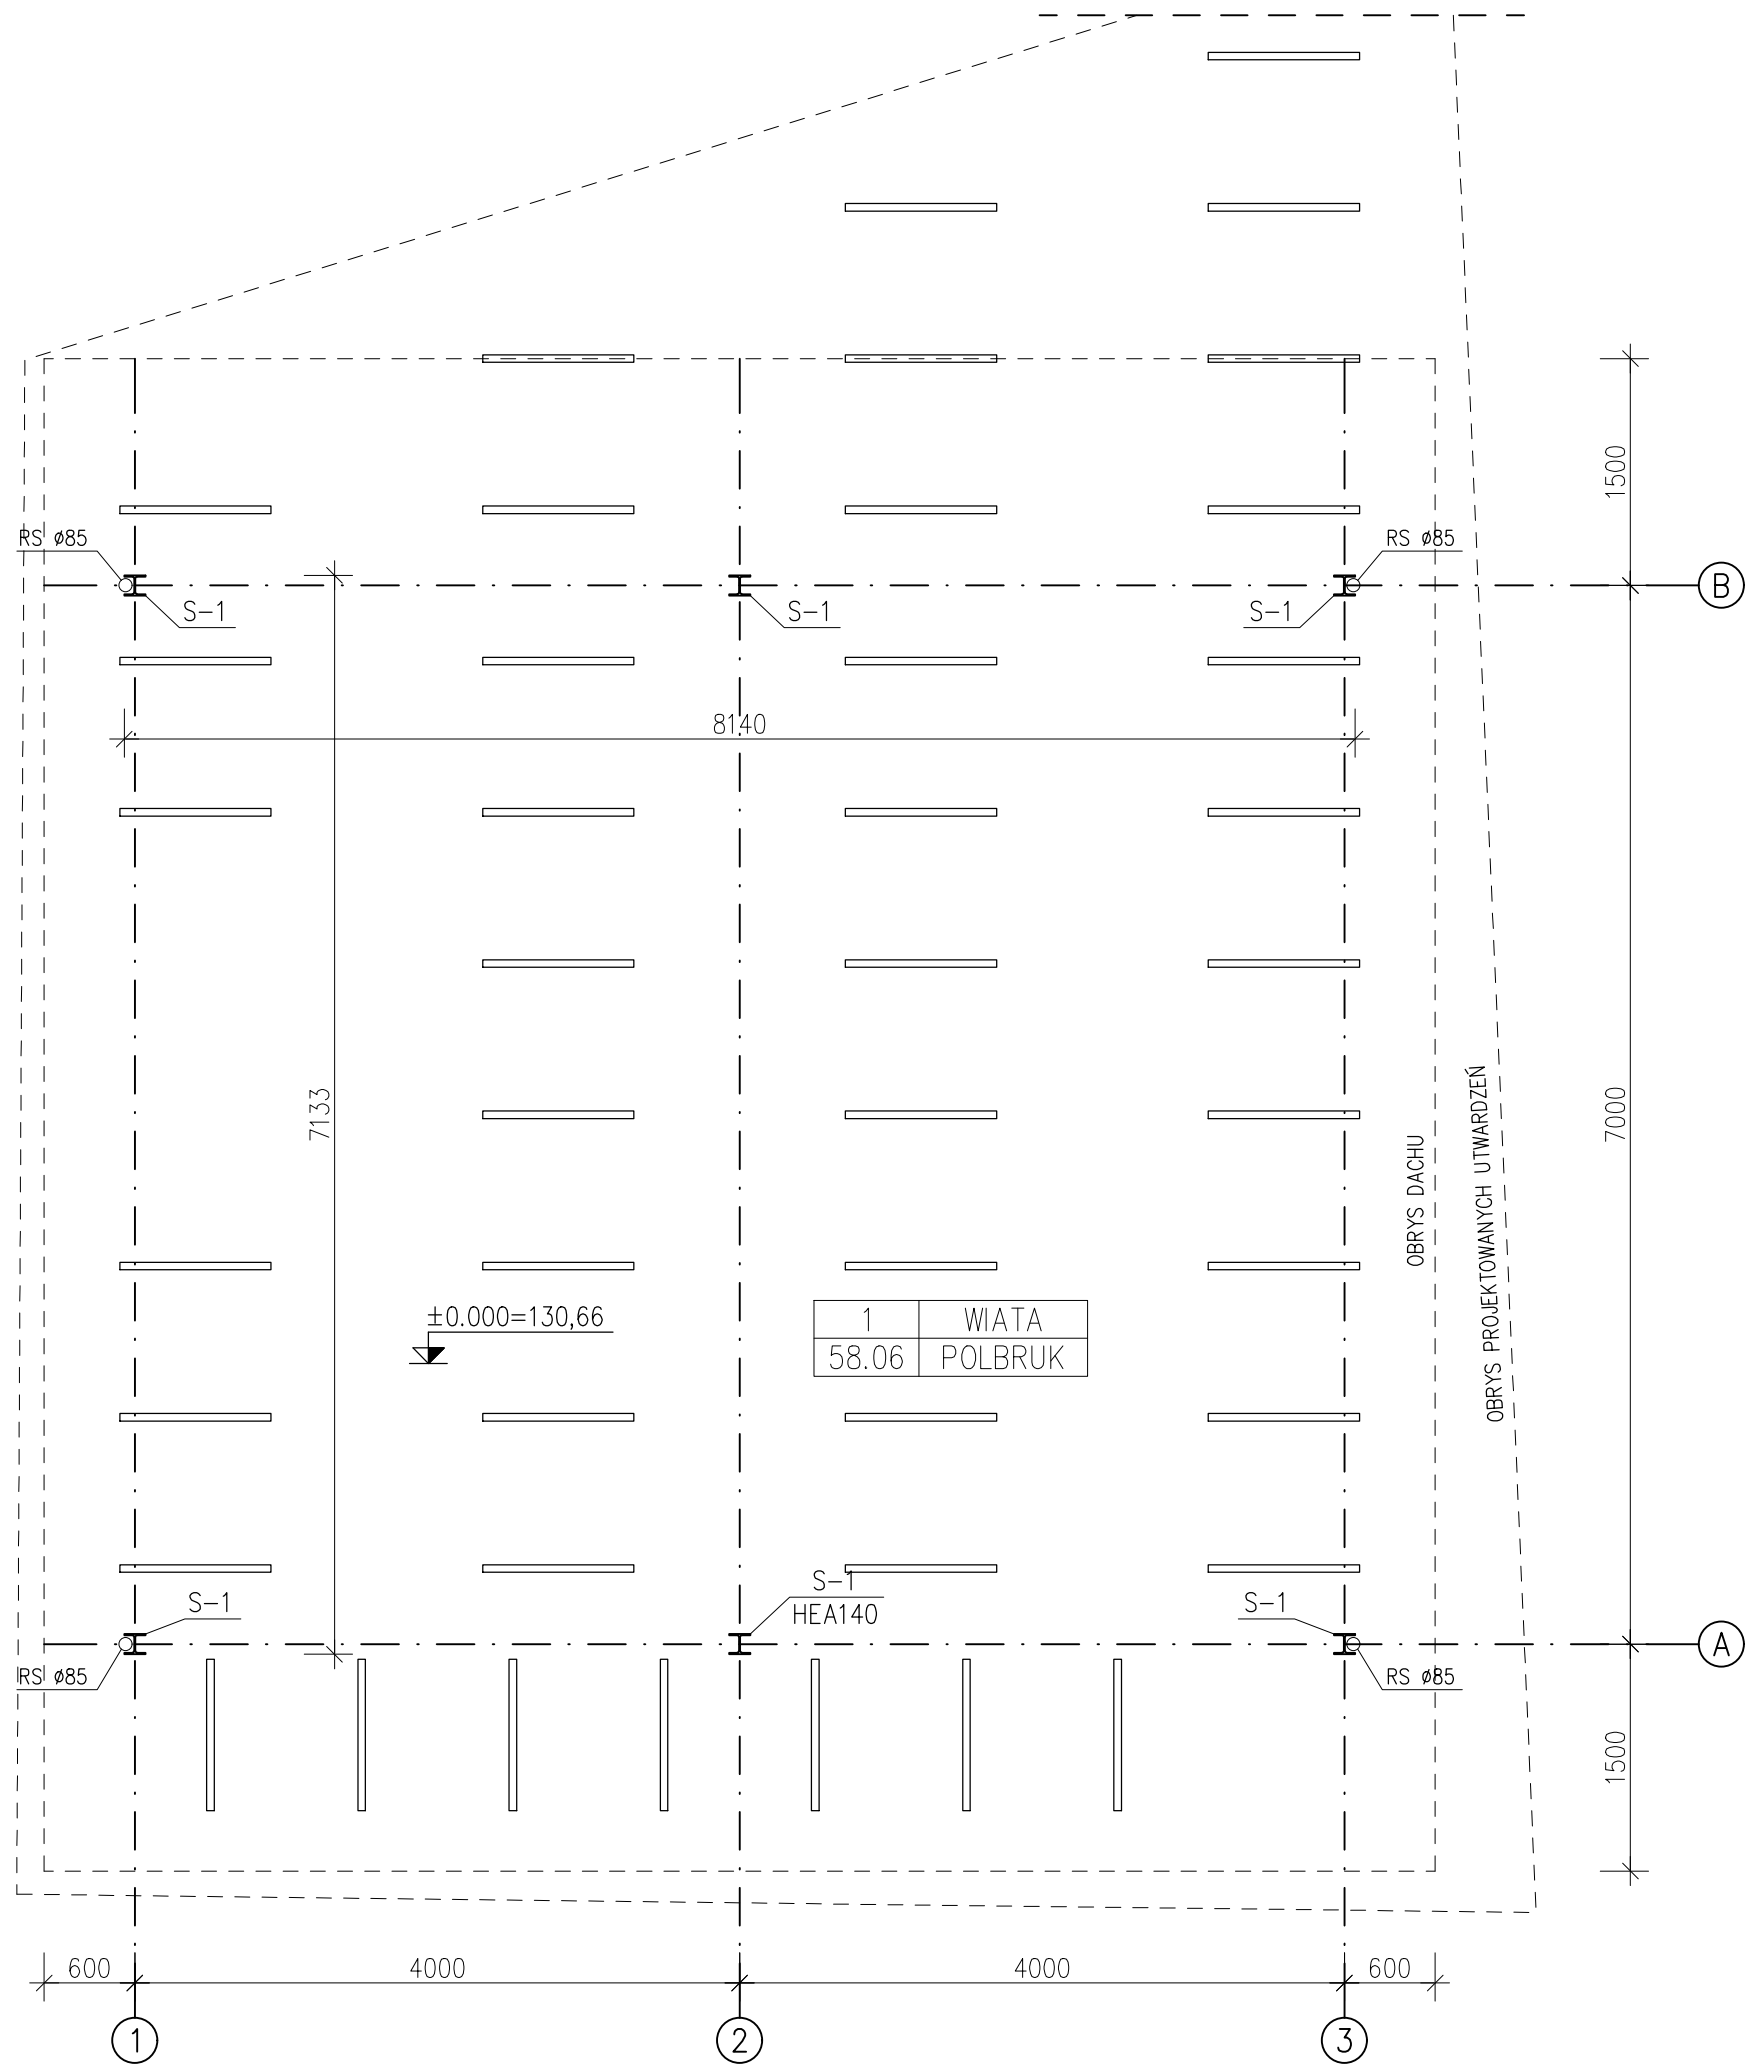 1500
RS ø85
RS ø85
B
S-1
S-1
S-1
8140
7133
7000
OBRYS DACHU
OBRYS PROJEKTOWANYCH UTWARDZEŃ
±0.000=130,66
1 WIATA
58.06 POLBRUK
S-1
S-1
HEA140
S-1
A
RS ø85
RS ø85
1500
600
4000
4000
600
1
2
3